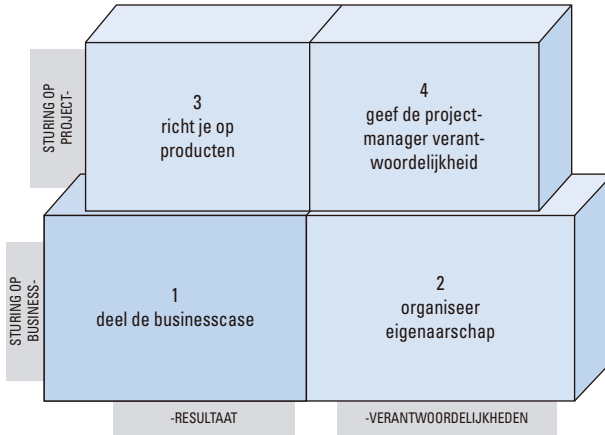 STURING OP
PROJECT-
3
richt je op
producten
4
geef de project-
manager verant-
woordelijkheid
STURING OP
BUSINESS-
1
deel de businesscase
2
organiseer
eigenaarschap
-RESULTAAT
-VERANTWOORDELIJKHEDEN